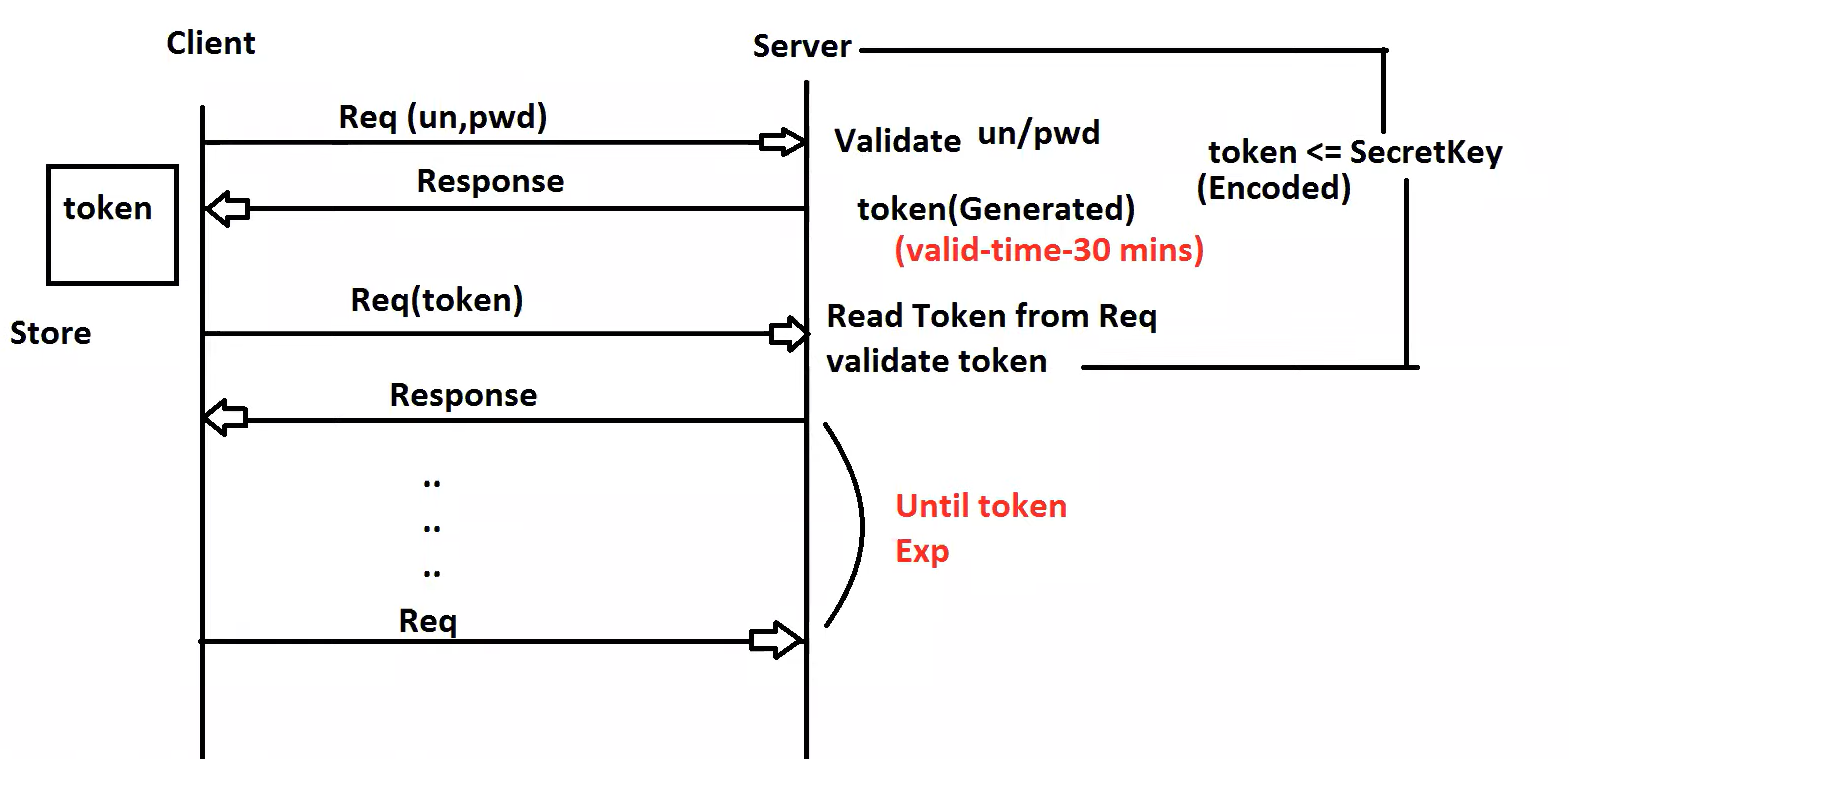 Client
Server
Req (un,pwd)
Validate un/pwd
token <= SecretKey
(Encoded)
Response
token
token(Generated)
(valid-time-30 mins)
Req(token)
Store
Read Token from Req
validate token
Response
..
..
..
Until token
Exp
Req